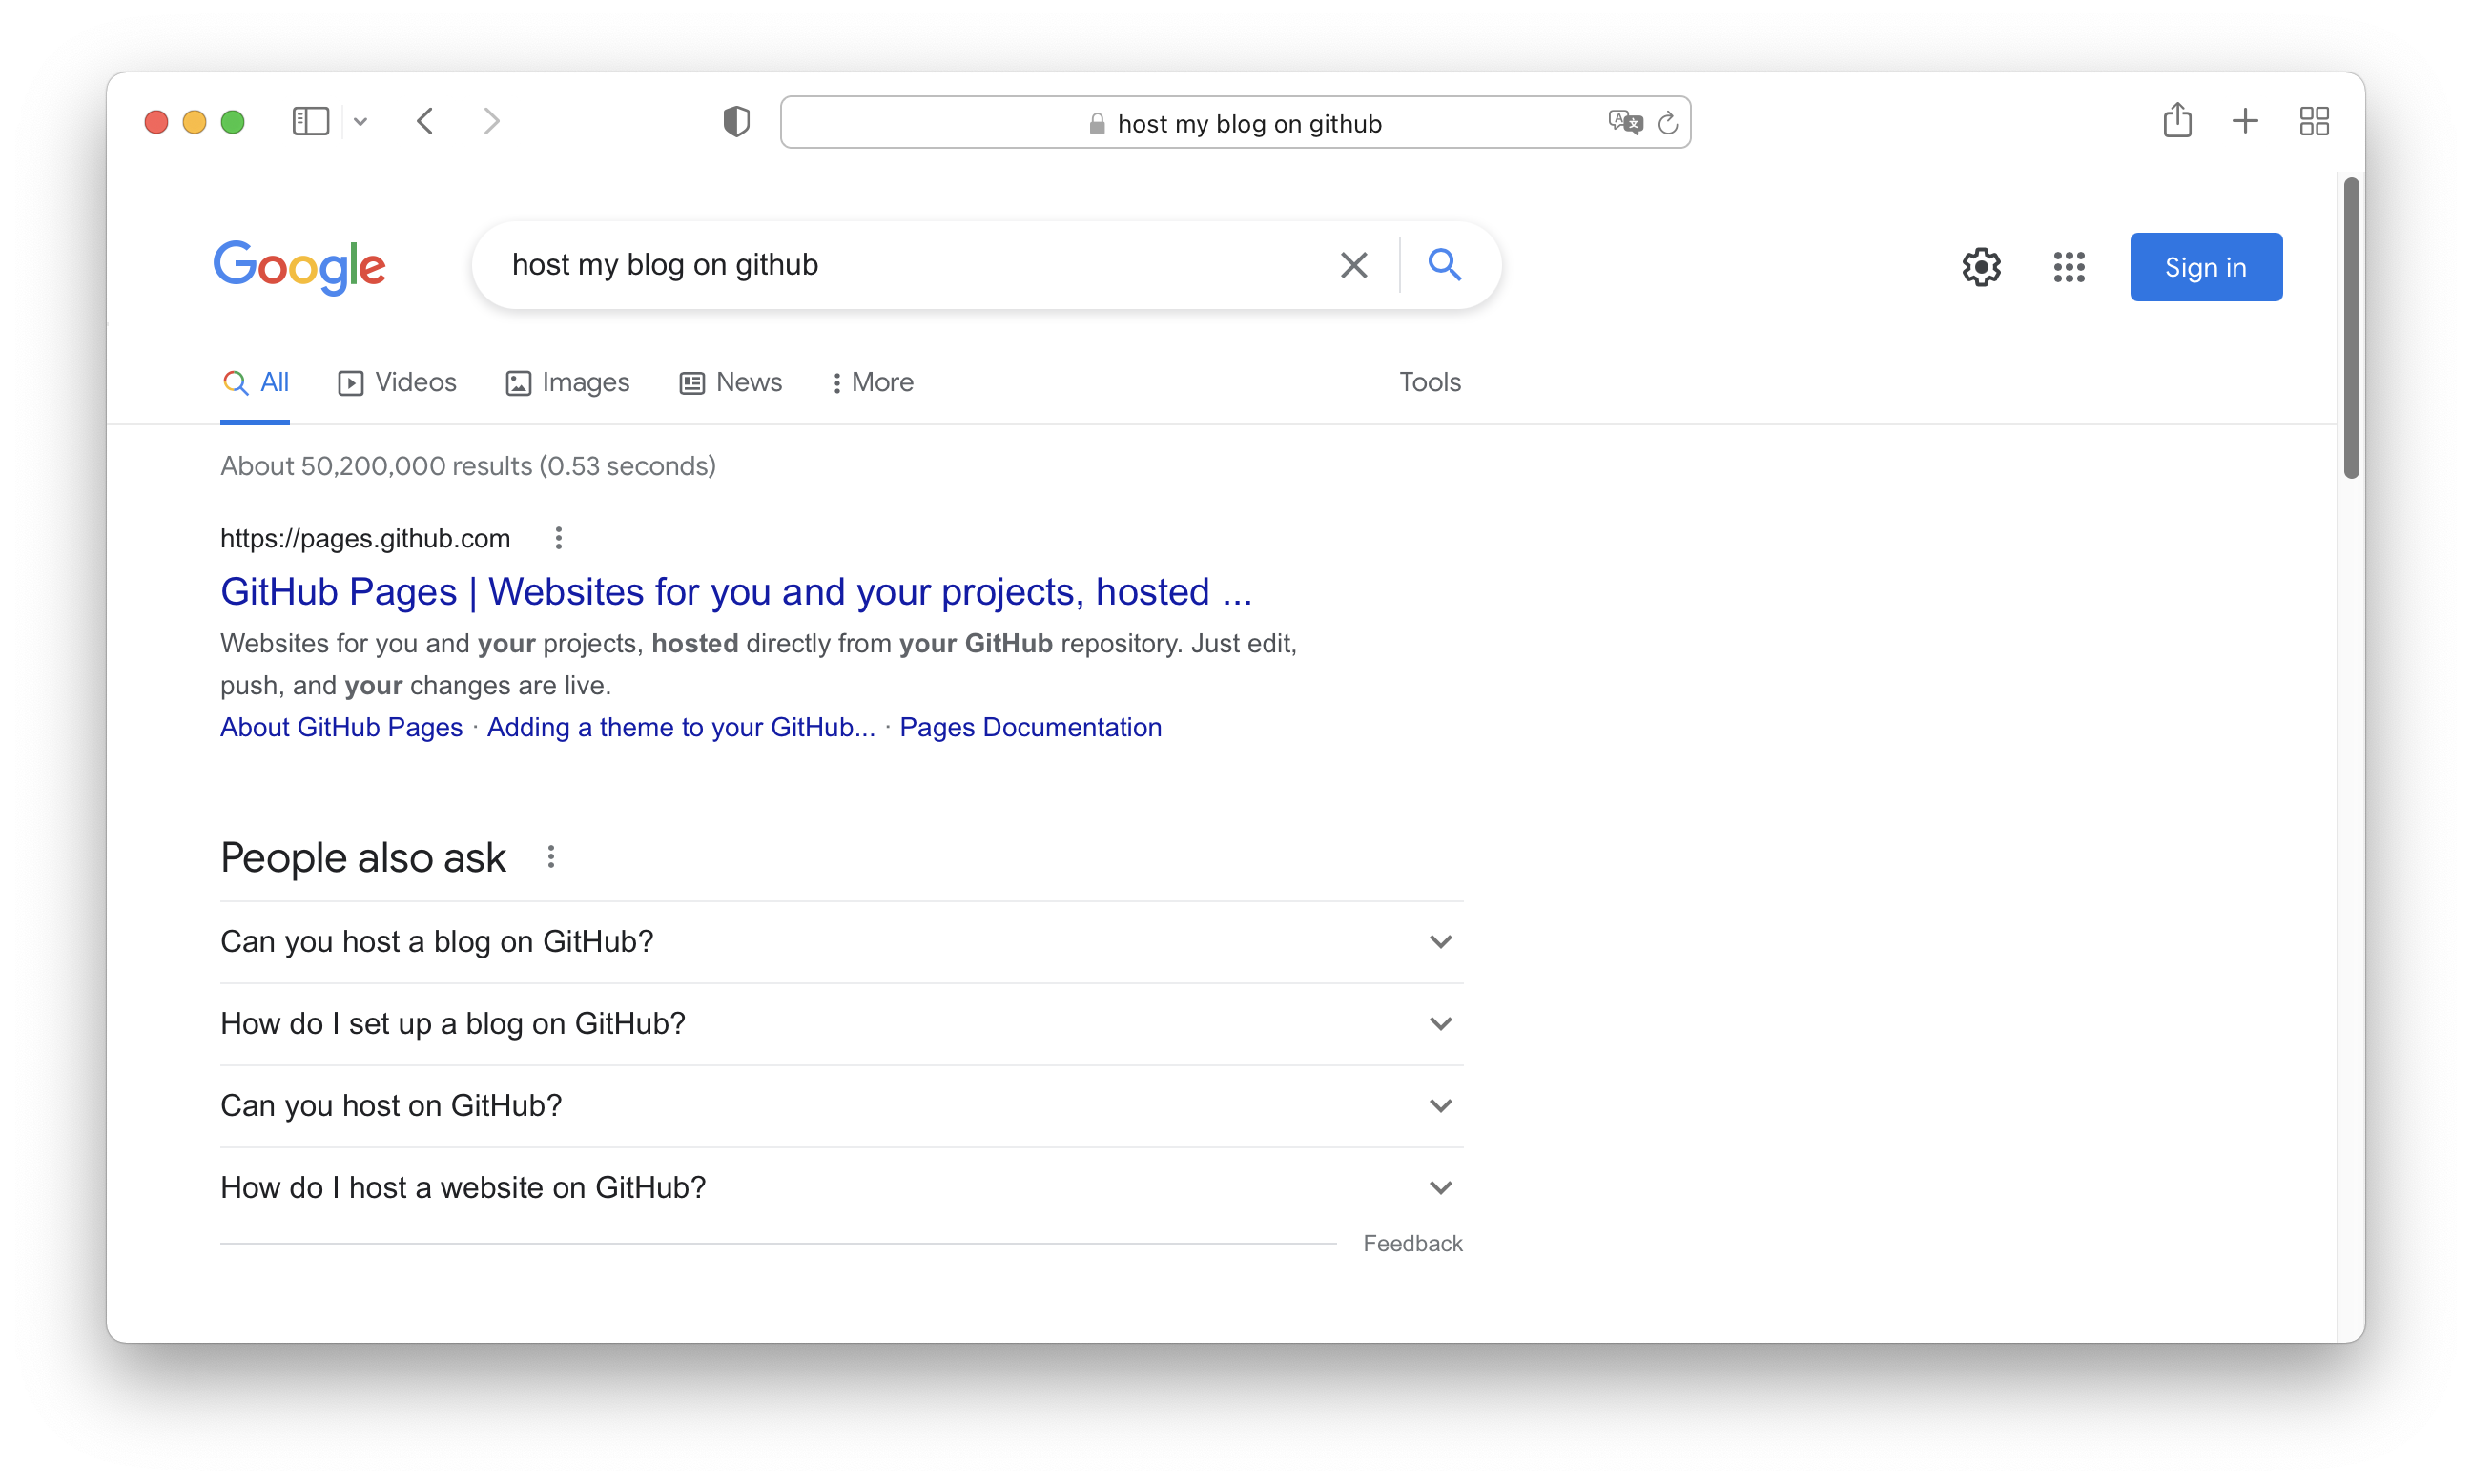 host my blog on github
Google
host my blog on github
Sign in
All Videos Images News More Tools
About 50,200,000 results (0.53 seconds)
https://pages.github.com
GitHub Pages | Websites for you and your projects, hosted ...
Websites for you and your projects, hosted directly from your GitHub repository. Just edit,
push, and your changes are live.
About GitHub Pages · Adding a theme to your GitHub... · Pages Documentation
People also ask
Can you host a blog on GitHub?
How do I set up a blog on GitHub?
Can you host on GitHub?
How do I host a website on GitHub?
Feedback